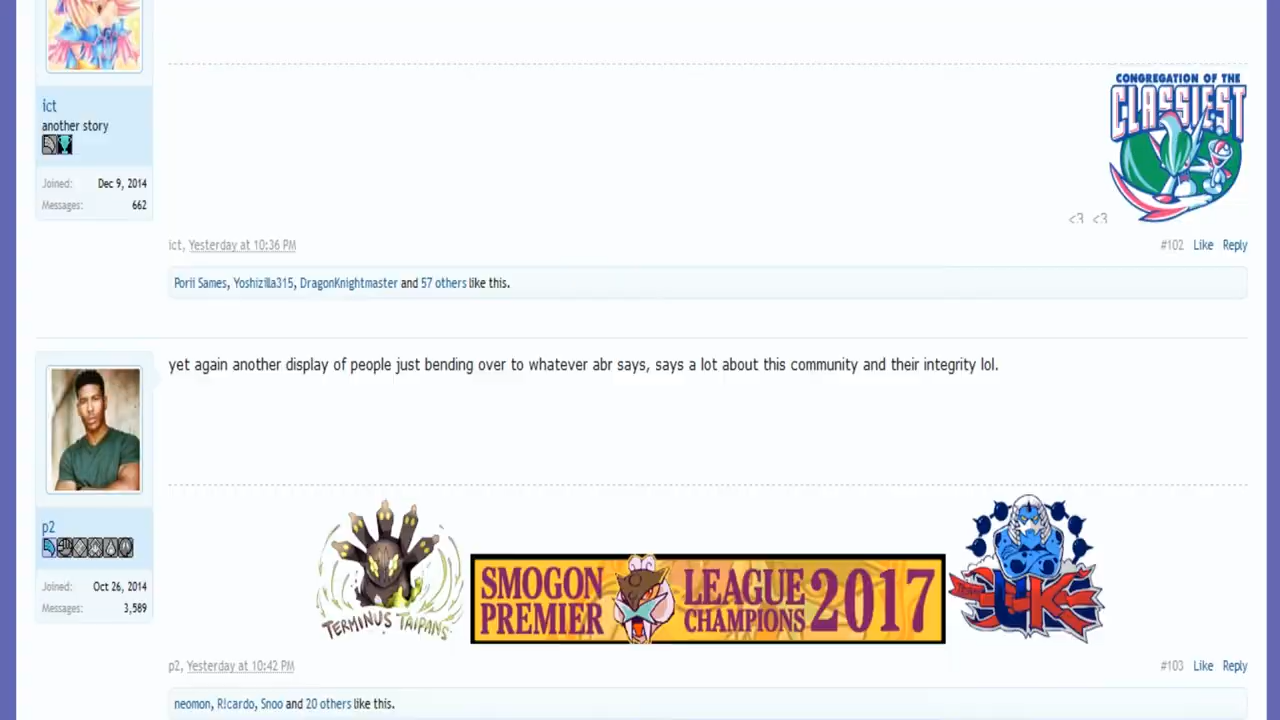 CONGREGATION OF THE
CLASSIEST
ict
another story
Joined: Dec 9, 2014
Messages: 662
<3 <3
ict, Yesterday at 10:36 PM #102 Like Reply
Porii Sames, Yoshizilla315, DragonKnightmaster and 57 others like this.
yet again another display of people just bending over to whatever abr says, says a lot about this community and their integrity lol.
p2
Joined: Oct 26, 2014
Messages: 3,589
TERMINUS TAIPANS
SMOGON PREMIER LEAGUE CHAMPIONS 2017
TEAM UK
p2, Yesterday at 10:42 PM #103 Like Reply
neomon, R!cardo, Snoo and 20 others like this.